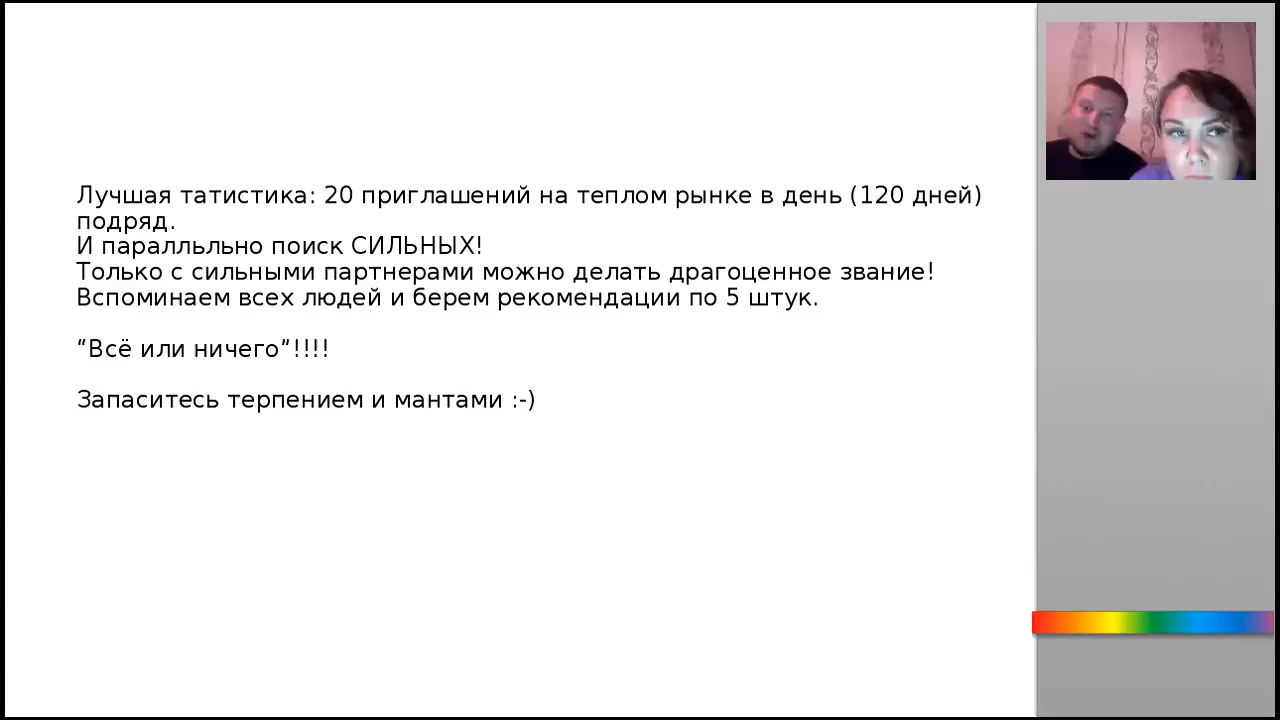 Лучшая татистика: 20 приглашений на теплом рынке в день (120 дней)
подряд.
И паралльльно поиск СИЛЬНЫХ!
Только с сильными партнерами можно делать драгоценное звание!
Вспоминаем всех людей и берем рекомендации по 5 штук.
“Всё или ничего”!!!!
Запаситесь терпением и мантами :-)